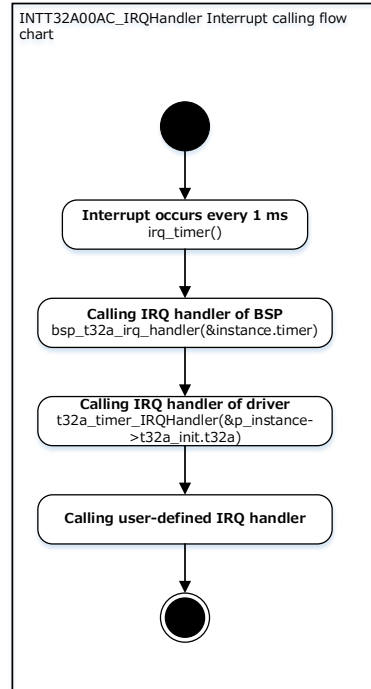 INTT32A00AC_IRQHandler Interrupt calling flow
chart
Interrupt occurs every 1 ms
irq_timer()
Calling IRQ handler of BSP
bsp_t32a_irq_handler(&instance.timer)
Calling IRQ handler of driver
t32a_timer_IRQHandler(&p_instance-
>t32a_init.t32a)
Calling user-defined IRQ handler